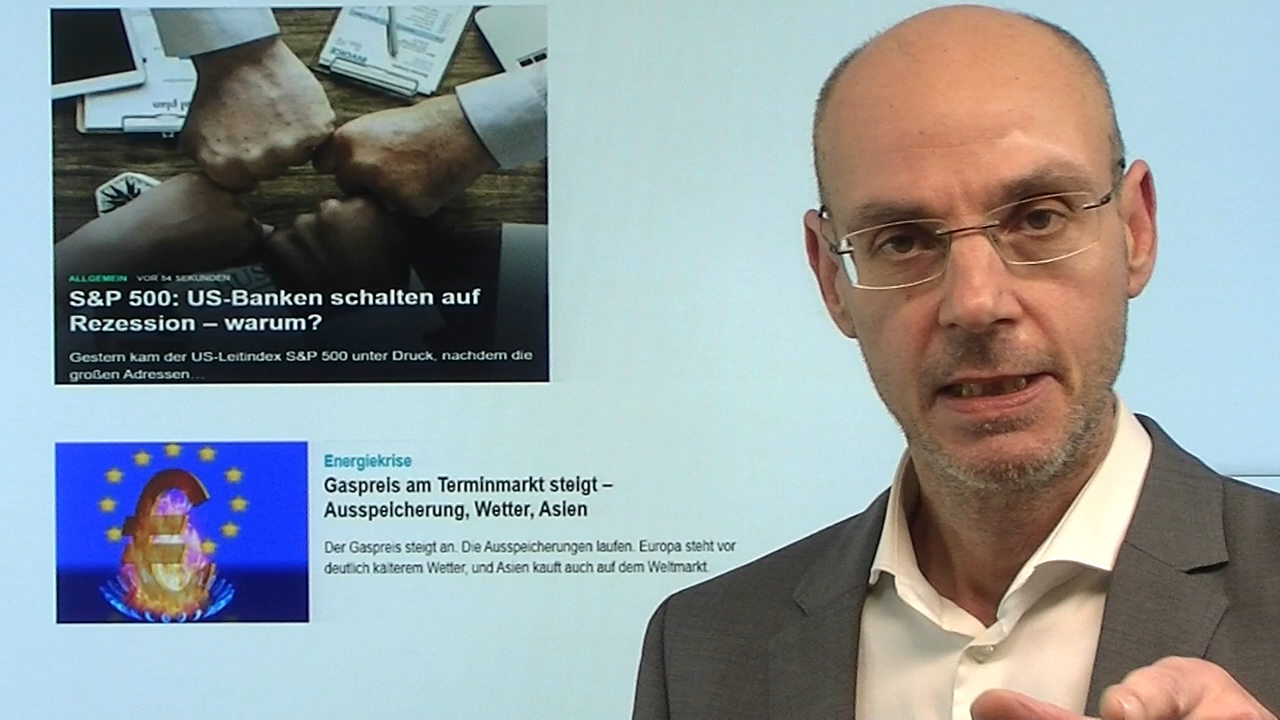 ALLGEMEIN VOR 54 SEKUNDEN
S&P 500: US-Banken schalten auf
Rezession – warum?
Gestern kam der US-Leitindex S&P 500 unter Druck, nachdem die
großen Adressen...
Energiekrise
Gaspreis am Terminmarkt steigt –
Ausspeicherung, Wetter, Asien
Der Gaspreis steigt an. Die Ausspeicherungen laufen. Europa steht vor
deutlich kälterem Wetter, und Asien kauft auch auf dem Weltmarkt.